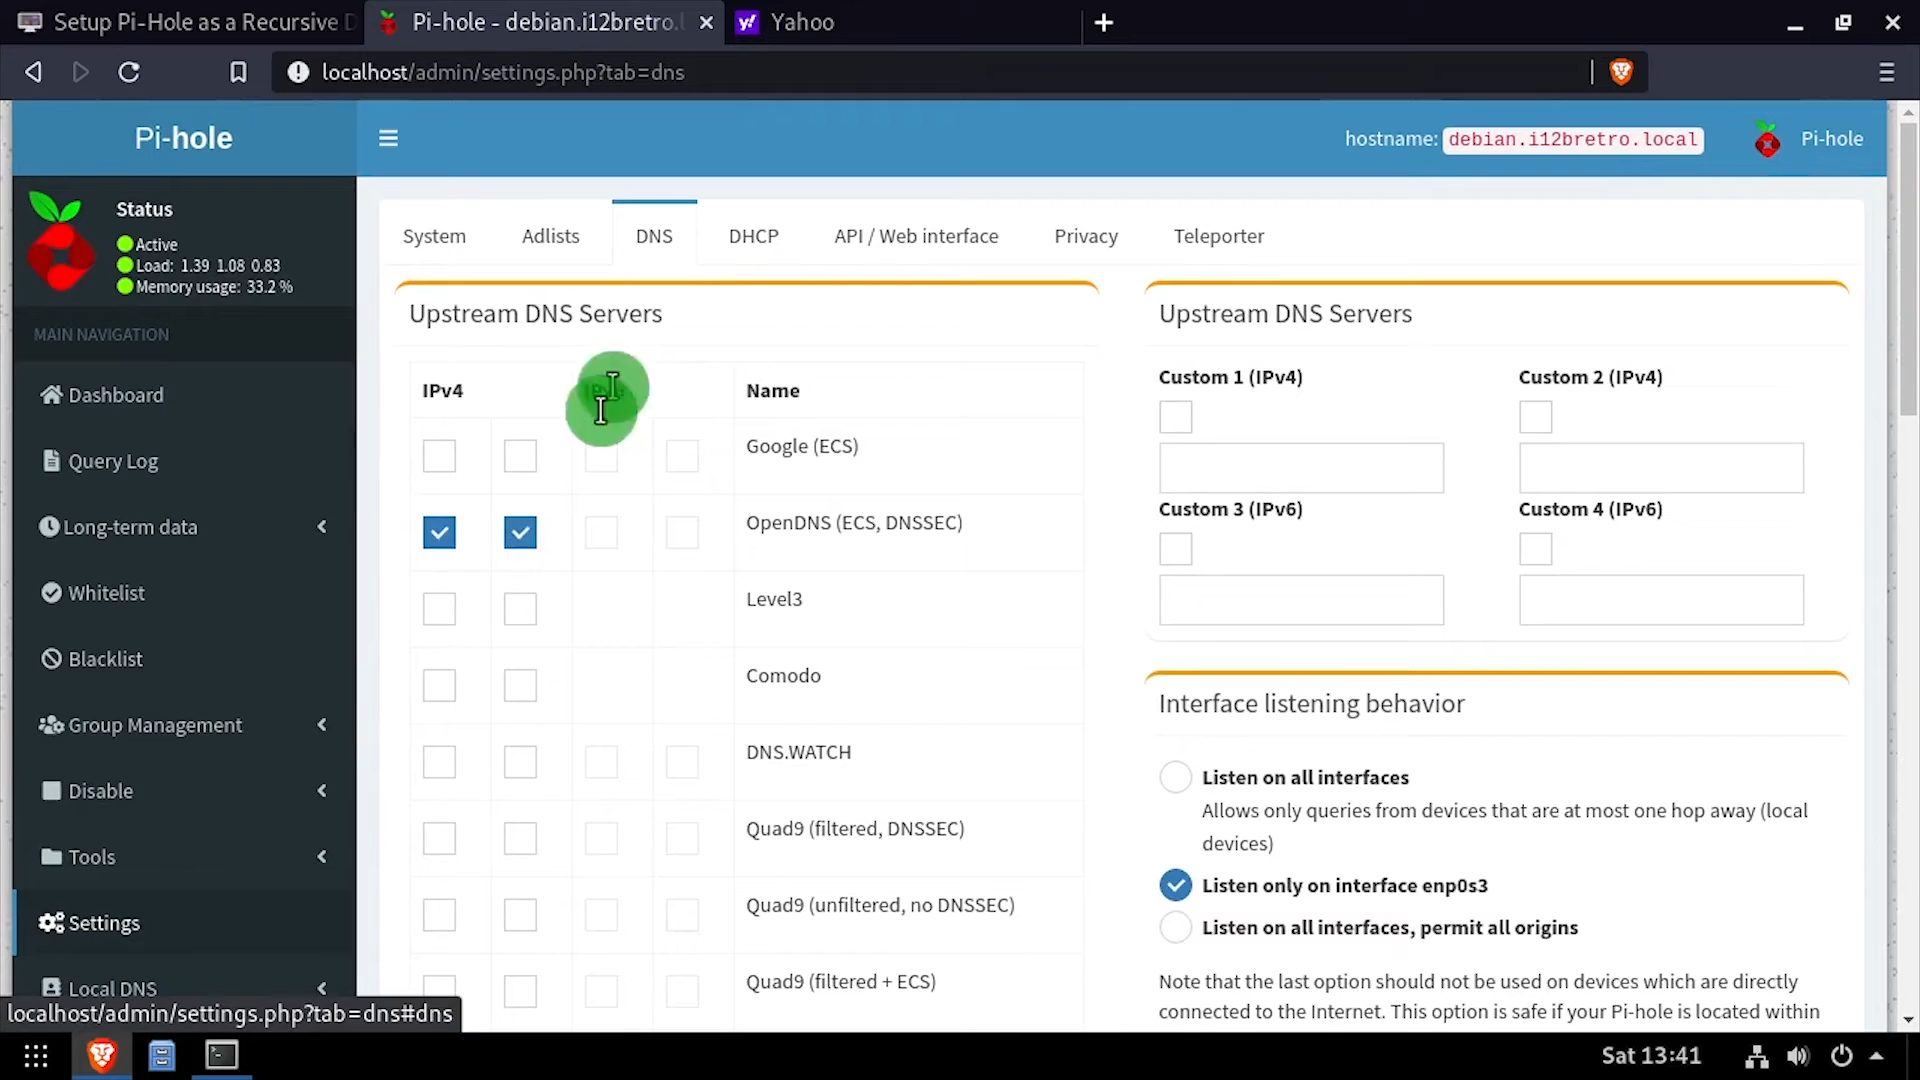 Setup Pi-Hole as a Recursive D
Pi-hole - debian.i12bretro.l
Yahoo
localhost/admin/settings.php?tab=dns
Pi-hole
hostname: debian.i12bretro.local
Pi-hole
Status
Active
Load: 1.39 1.08 0.83
Memory usage: 33.2 %
MAIN NAVIGATION
Dashboard
Query Log
Long-term data
Whitelist
Blacklist
Group Management
Disable
Tools
Settings
Local DNS
localhost/admin/settings.php?tab=dns#dns
System
Adlists
DNS
DHCP
API / Web interface
Privacy
Teleporter
Upstream DNS Servers
IPv4
Name
Google (ECS)
OpenDNS (ECS, DNSSEC)
Level3
Comodo
DNS.WATCH
Quad9 (filtered, DNSSEC)
Quad9 (unfiltered, no DNSSEC)
Quad9 (filtered + ECS)
Upstream DNS Servers
Custom 1 (IPv4)
Custom 2 (IPv4)
Custom 3 (IPv6)
Custom 4 (IPv6)
Interface listening behavior
Listen on all interfaces
Allows only queries from devices that are at most one hop away (local
devices)
Listen only on interface enp0s3
Listen on all interfaces, permit all origins
Note that the last option should not be used on devices which are directly
connected to the Internet. This option is safe if your Pi-hole is located within
Sat 13:41